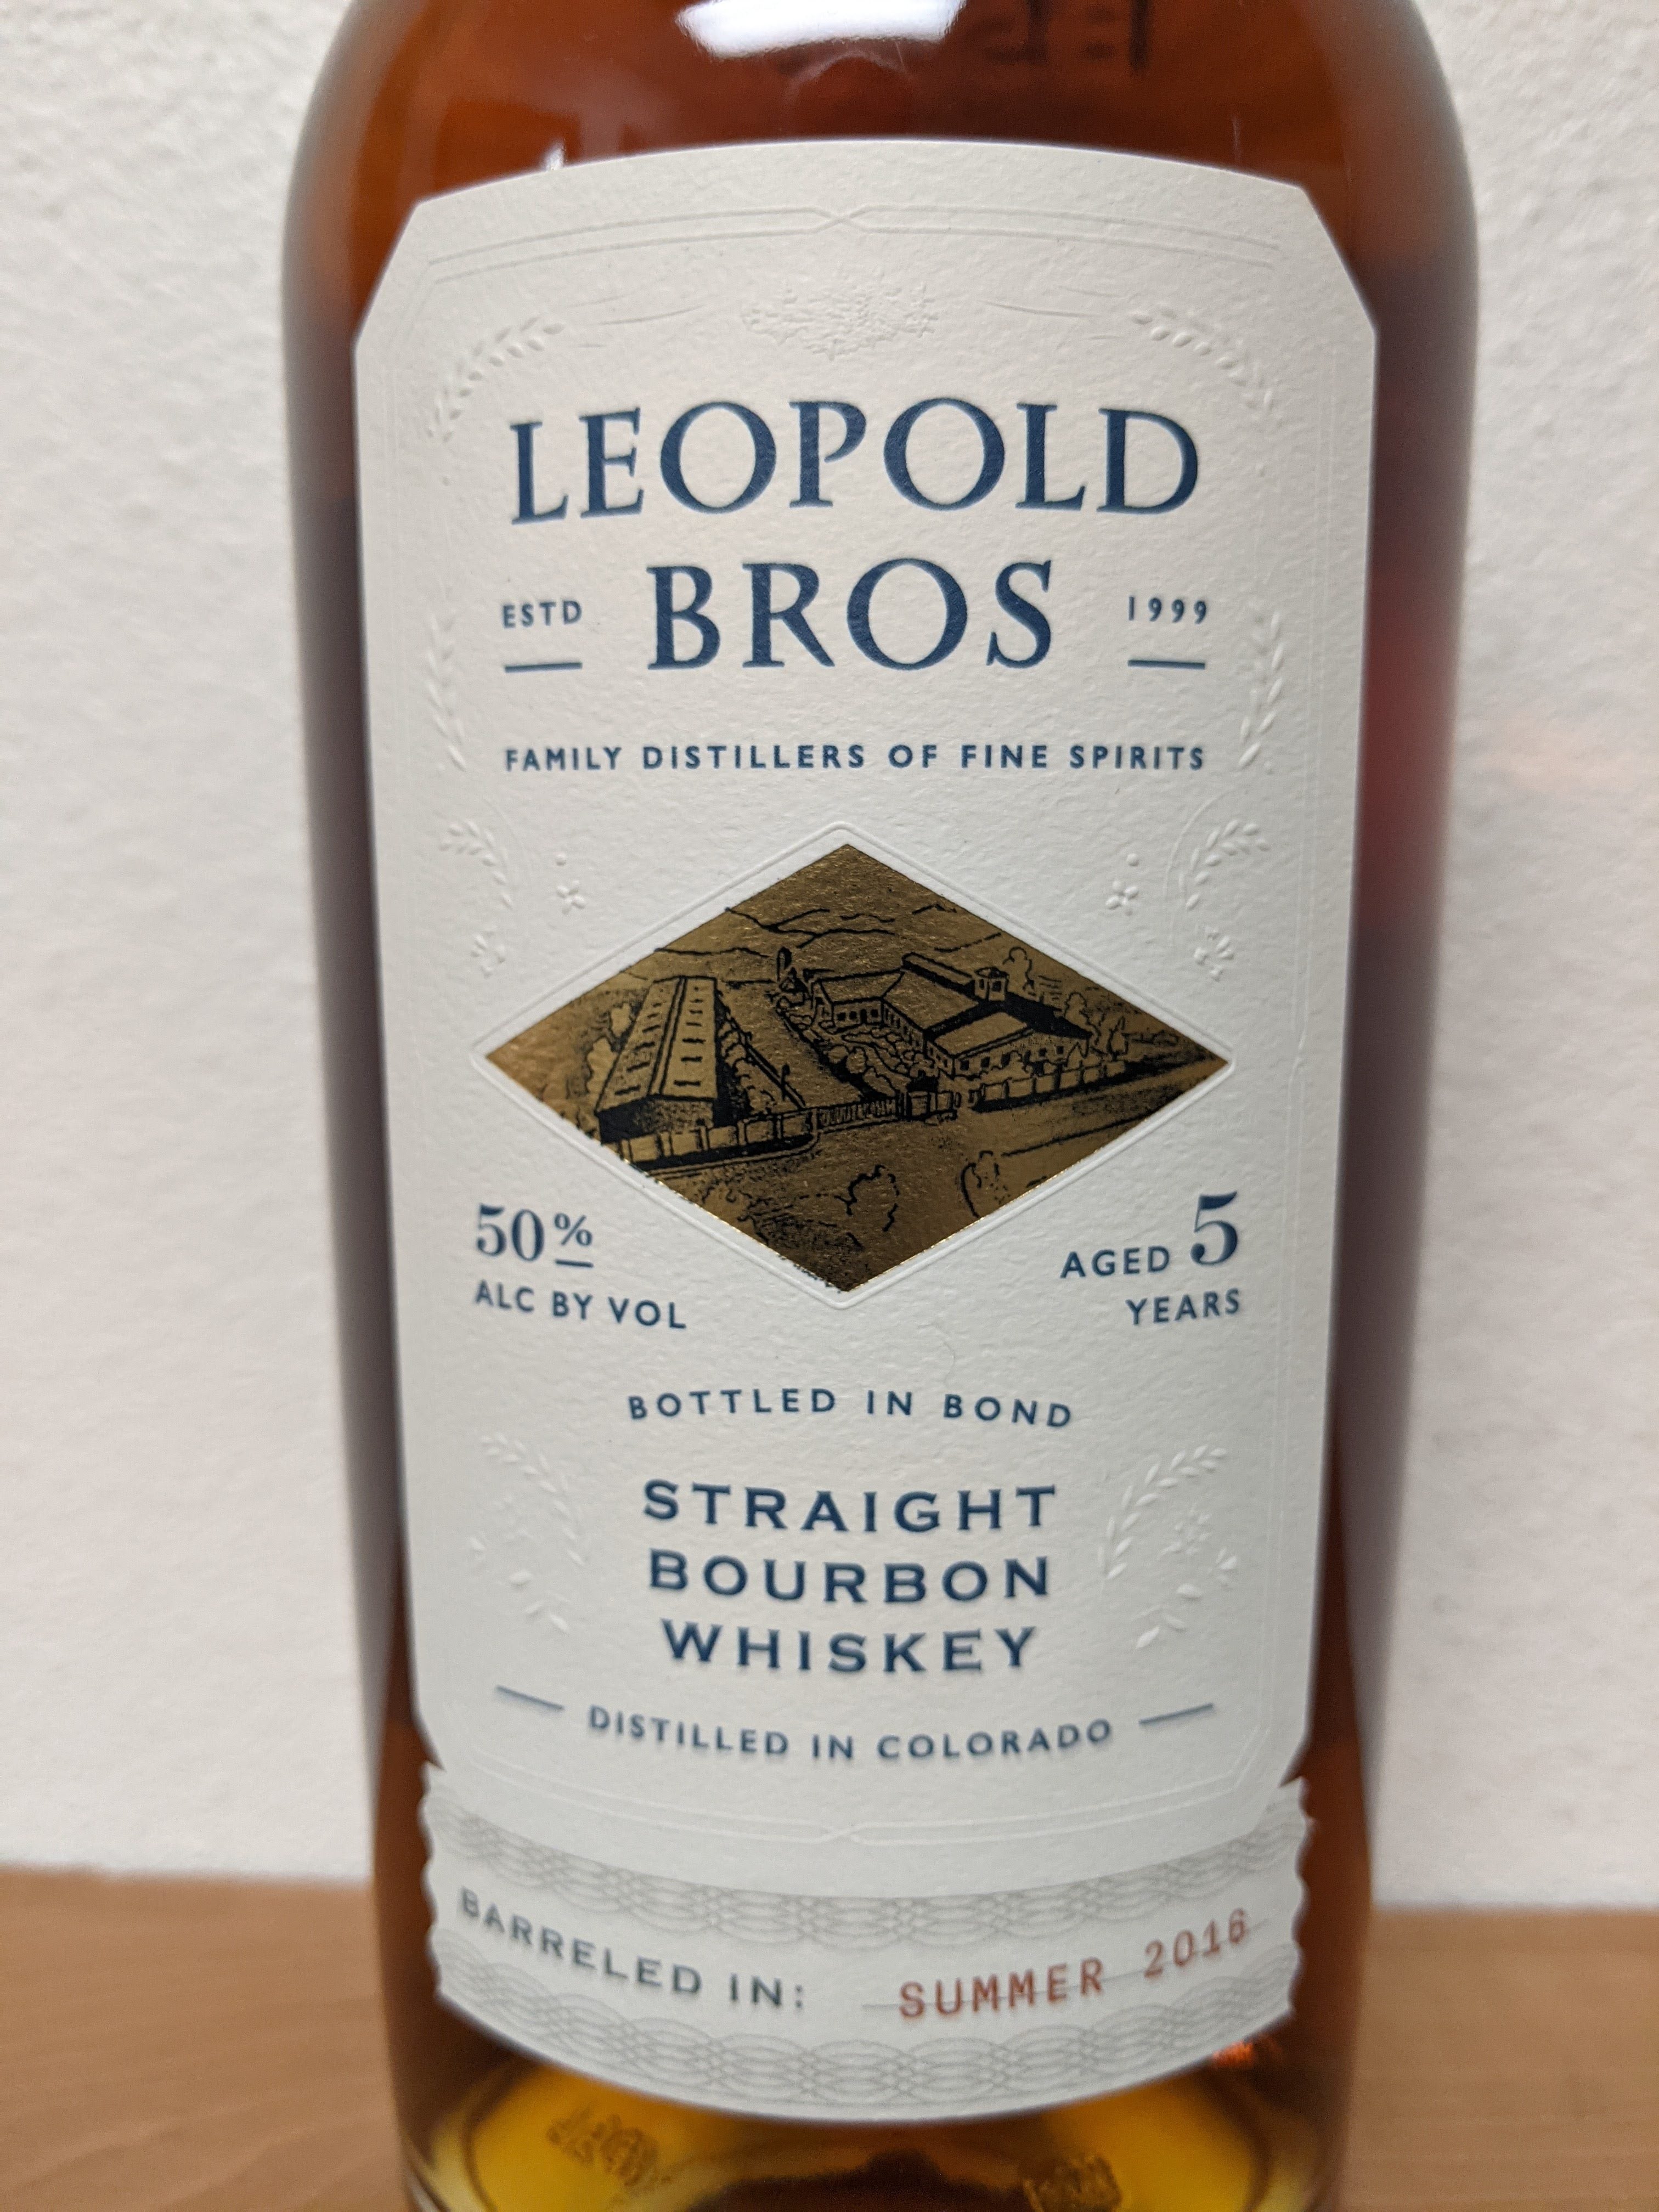 LEOPOLD
ESTD BROS 1999
FAMILY DISTILLERS OF FINE SPIRITS
50%
ALC BY VOL
AGED 5
YEARS
BOTTLED IN BOND
STRAIGHT
BOURBON
WHISKEY
DISTILLED IN COLORADO
BARRELED IN: SUMMER 2016